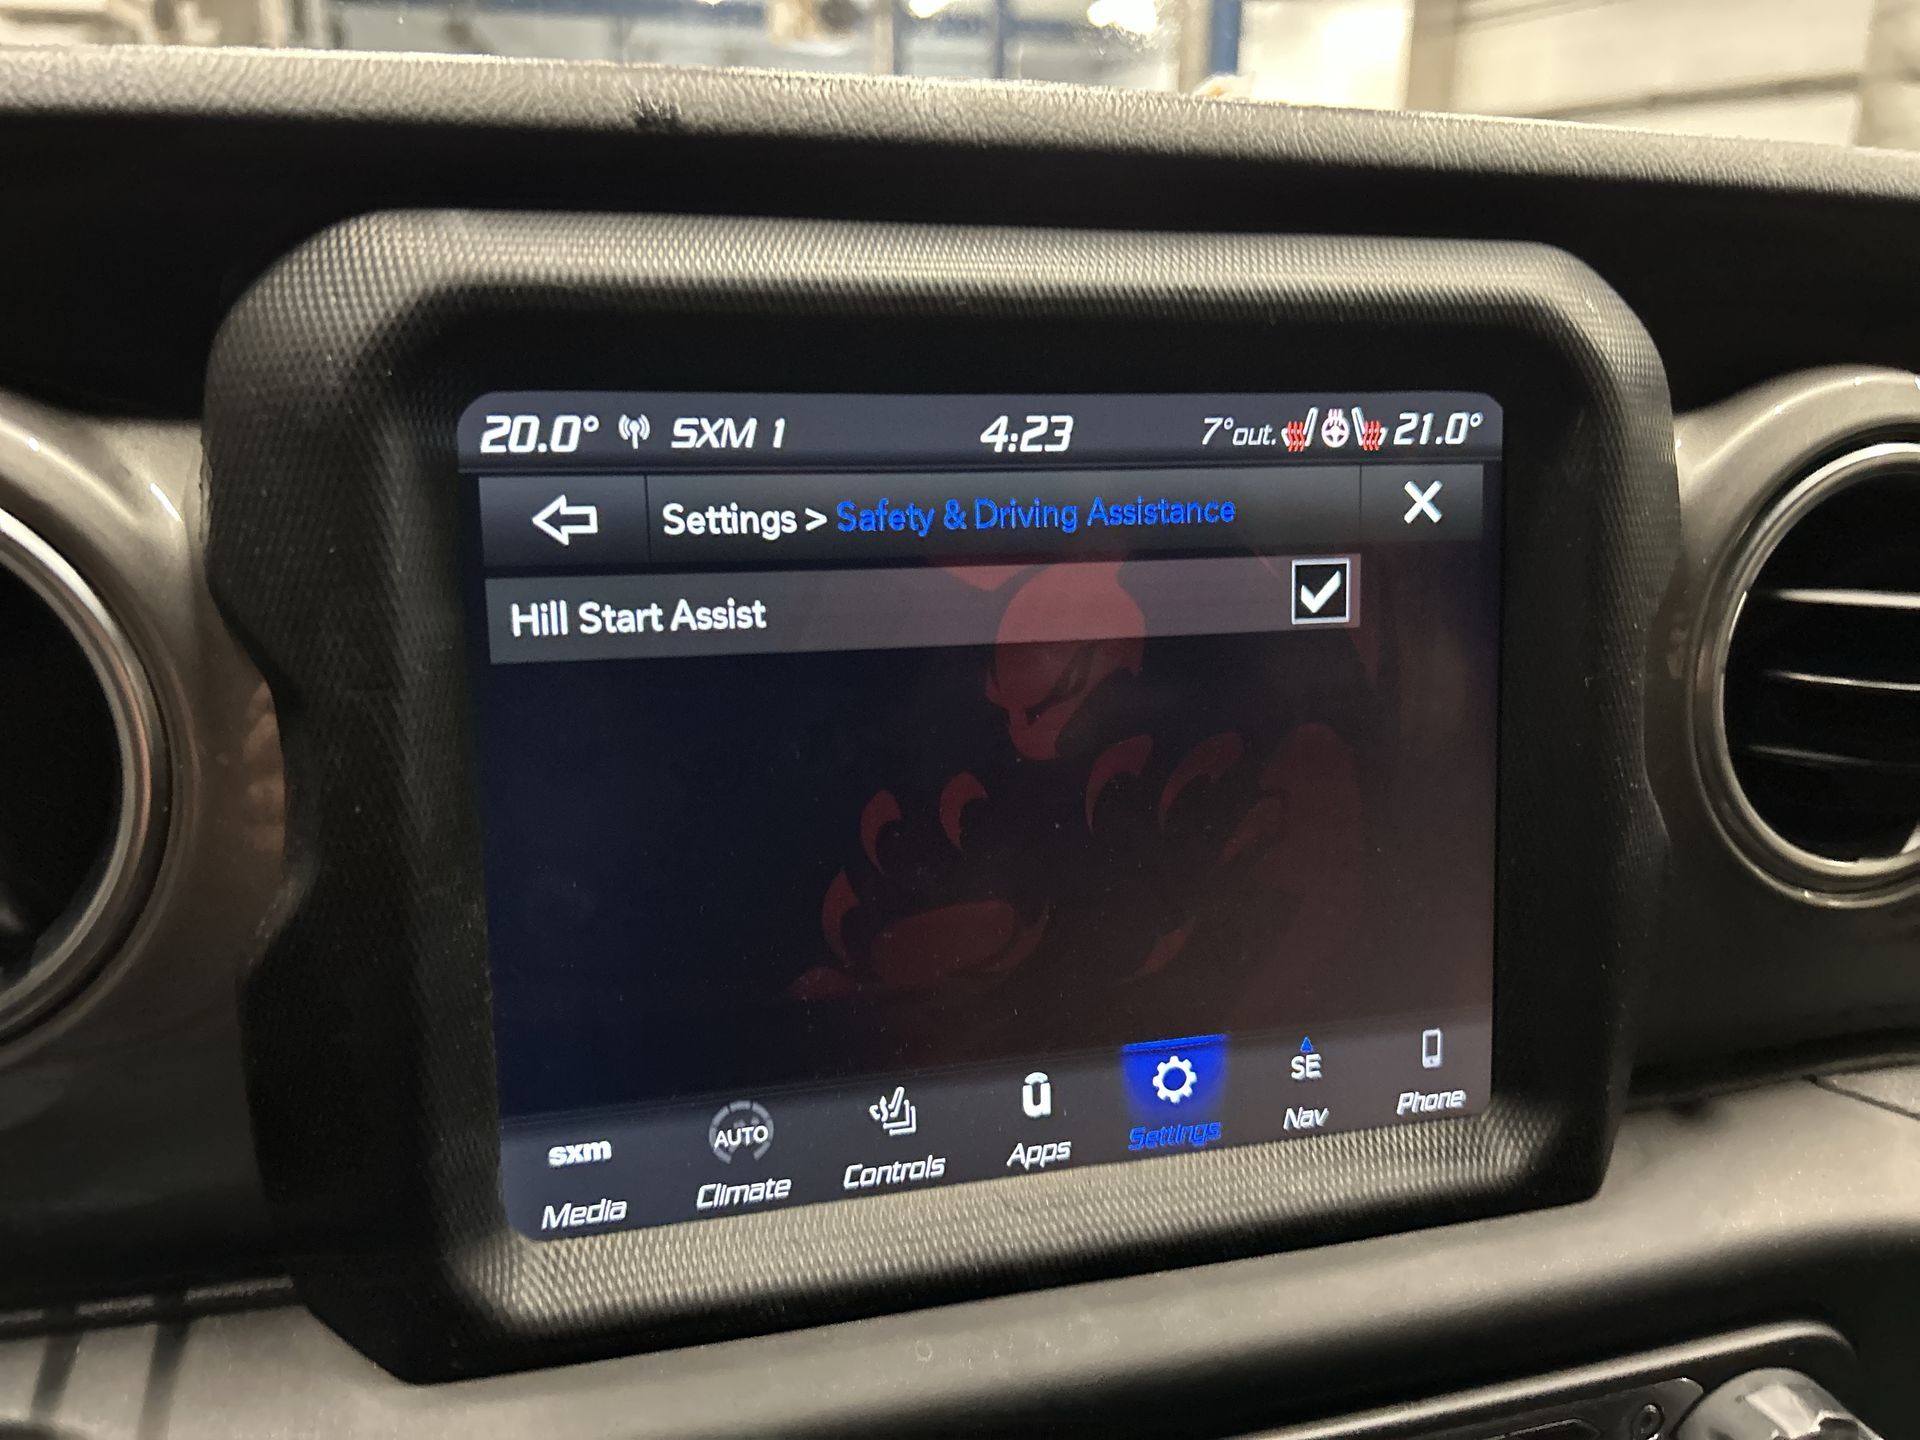 20.0° SXM 1 4:23 7°out. 21.0°
Settings > Safety & Driving Assistance
Hill Start Assist
sxm AUTO ū SE
Media Climate Controls Apps Settings Nav Phone